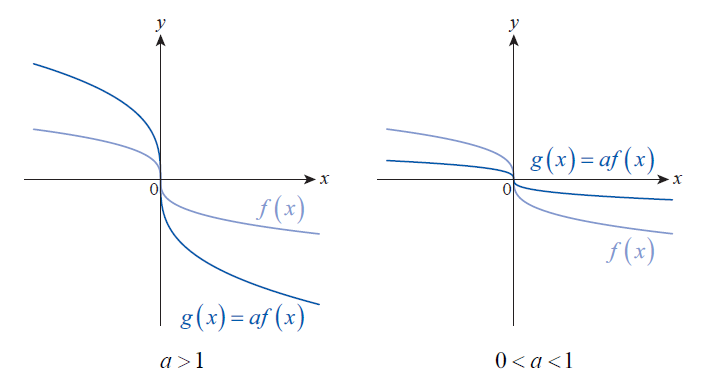 y
x
0
f(x)
g(x) = af(x)
a > 1
y
g(x) = af(x)
x
0
f(x)
0 < a < 1